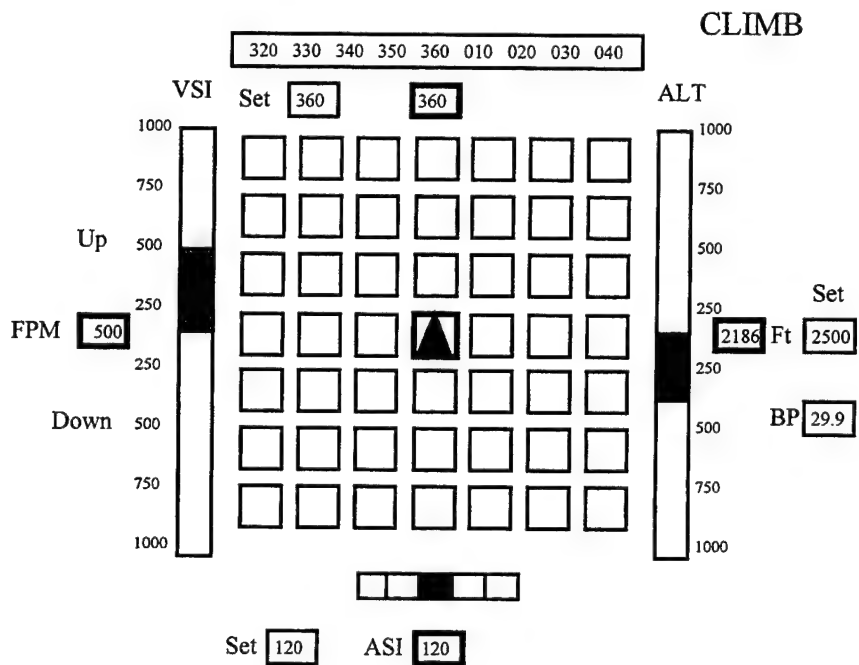 CLIMB
320 330 340 350 360 010 020 030 040
VSI Set 360 360 ALT
1000 1000
750 750
Up 500 500
250 250
Set
FPM 500 2186 Ft 2500
250 250
Down 500 500 BP 29.9
750 750
1000 1000
Set 120 ASI 120